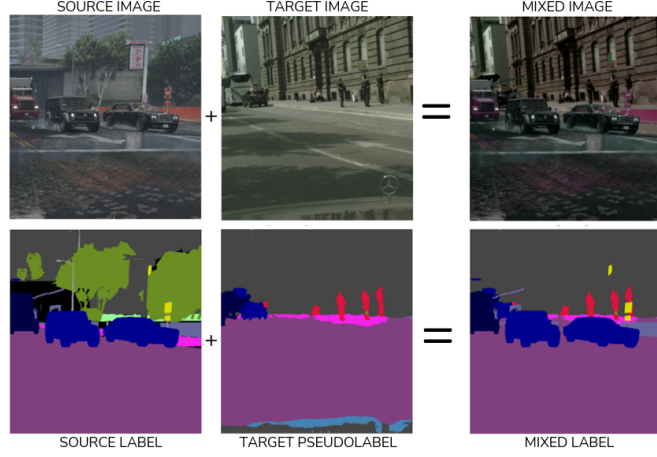 SOURCE IMAGE
TARGET IMAGE
MIXED IMAGE
+
=
+
=
SOURCE LABEL
TARGET PSEUDOLABEL
MIXED LABEL